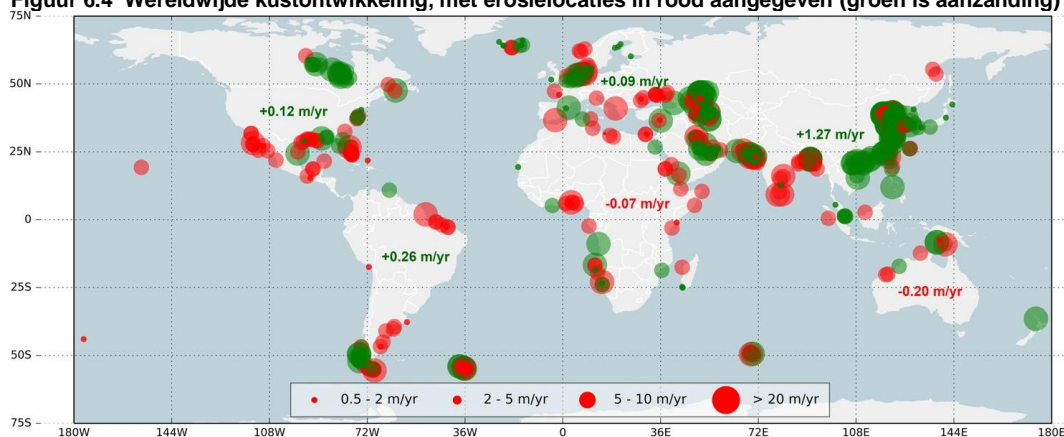 Figuur 6.4 Wereldwijde kustontwikkeling, met erosielocaties in rood aangegeven (groen is aanzanding)
75N
50N
+0.09 m/yr
+0.12 m/yr
+1.27 m/yr
25N
-0.07 m/yr
0
+0.26 m/yr
25S
-0.20 m/yr
50S
0.5 - 2 m/yr 2 - 5 m/yr 5 - 10 m/yr > 20 m/yr
75S
180W 144W 108W 72W 36W 0 36E 72E 108E 144E 180E